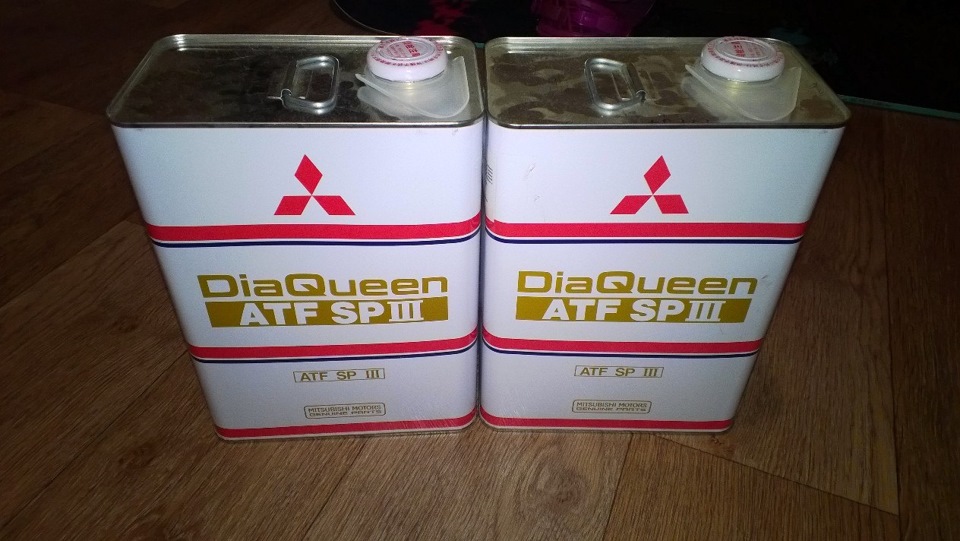 DiaQueen
ATF SPIII
ATF SP III
MITSUBISHI MOTORS
GENUINE PARTS
DiaQueen
ATF SPIII
ATF SP III
MITSUBISHI MOTORS
GENUINE PARTS